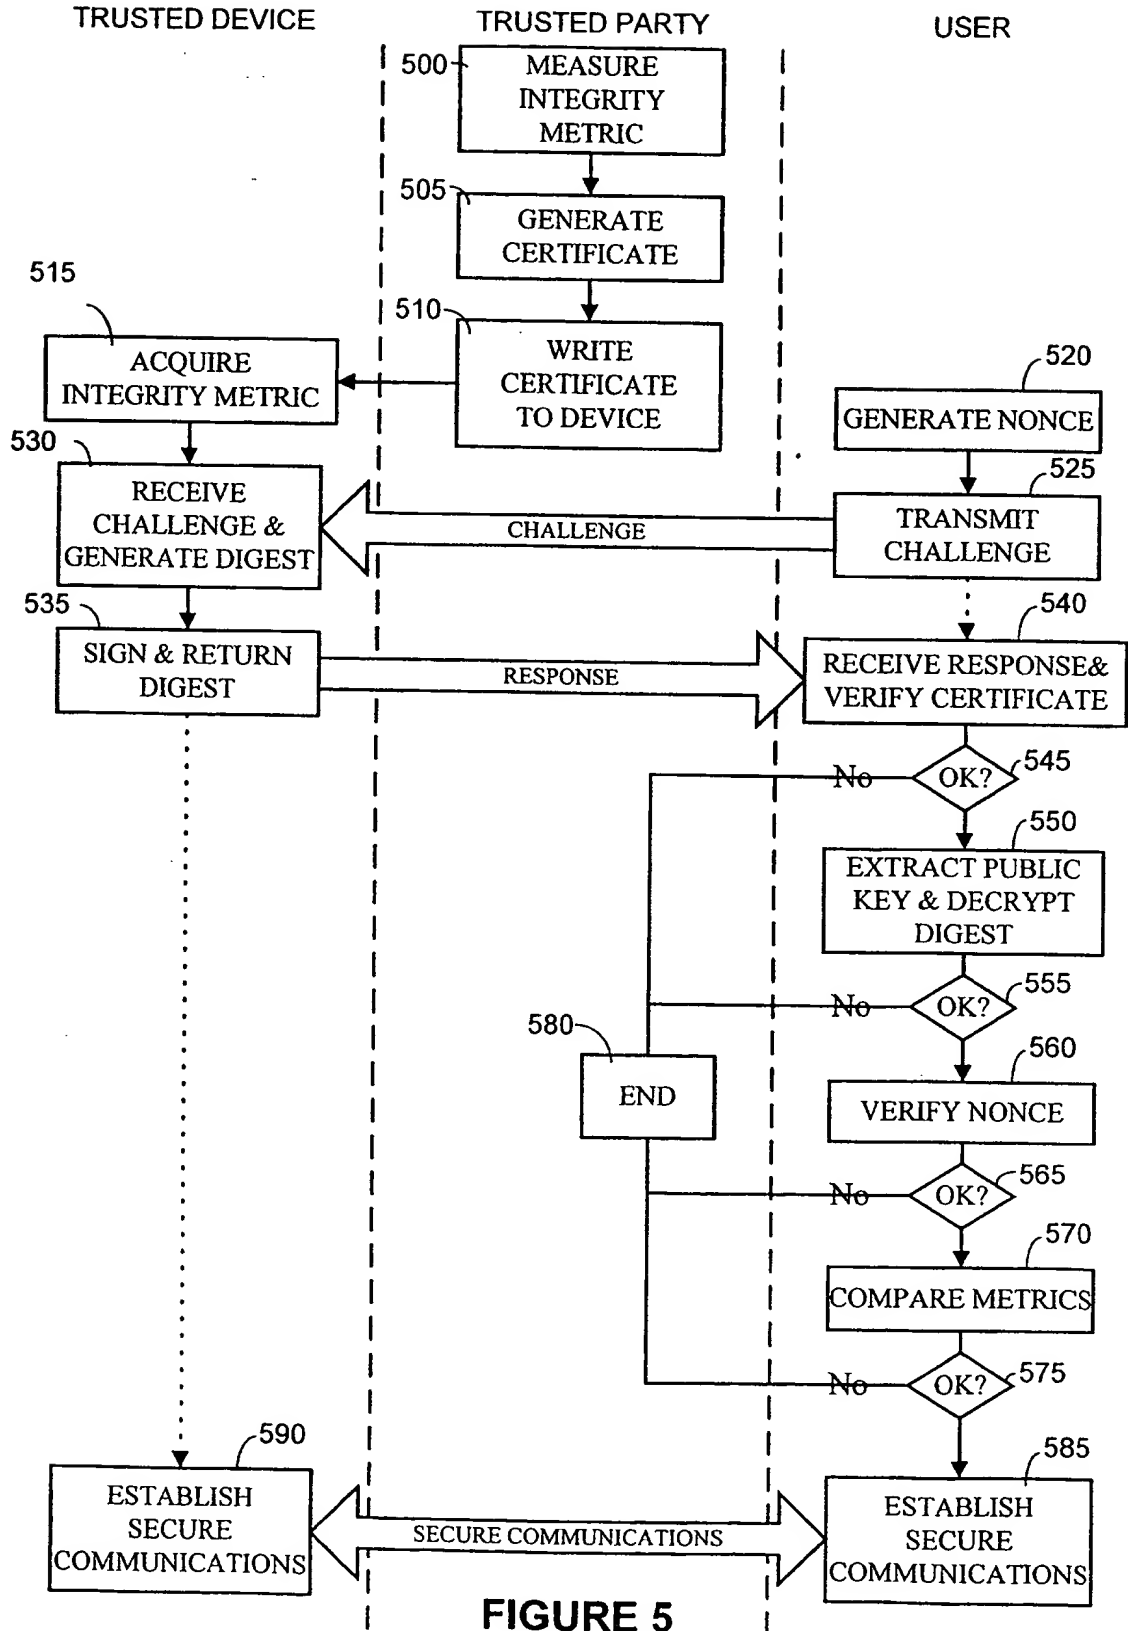 TRUSTED DEVICE
TRUSTED PARTY
USER
500
MEASURE
INTEGRITY
METRIC
505
GENERATE
CERTIFICATE
510
WRITE
CERTIFICATE
TO DEVICE
515
ACQUIRE
INTEGRITY METRIC
520
GENERATE NONCE
525
TRANSMIT
CHALLENGE
CHALLENGE
530
RECEIVE
CHALLENGE &
GENERATE DIGEST
535
SIGN & RETURN
DIGEST
RESPONSE
540
RECEIVE RESPONSE&
VERIFY CERTIFICATE
No
OK?
545
550
EXTRACT PUBLIC
KEY & DECRYPT
DIGEST
No
OK?
555
580
END
560
VERIFY NONCE
No
OK?
565
570
COMPARE METRICS
No
OK?
575
590
ESTABLISH
SECURE
COMMUNICATIONS
SECURE COMMUNICATIONS
585
ESTABLISH
SECURE
COMMUNICATIONS
FIGURE 5